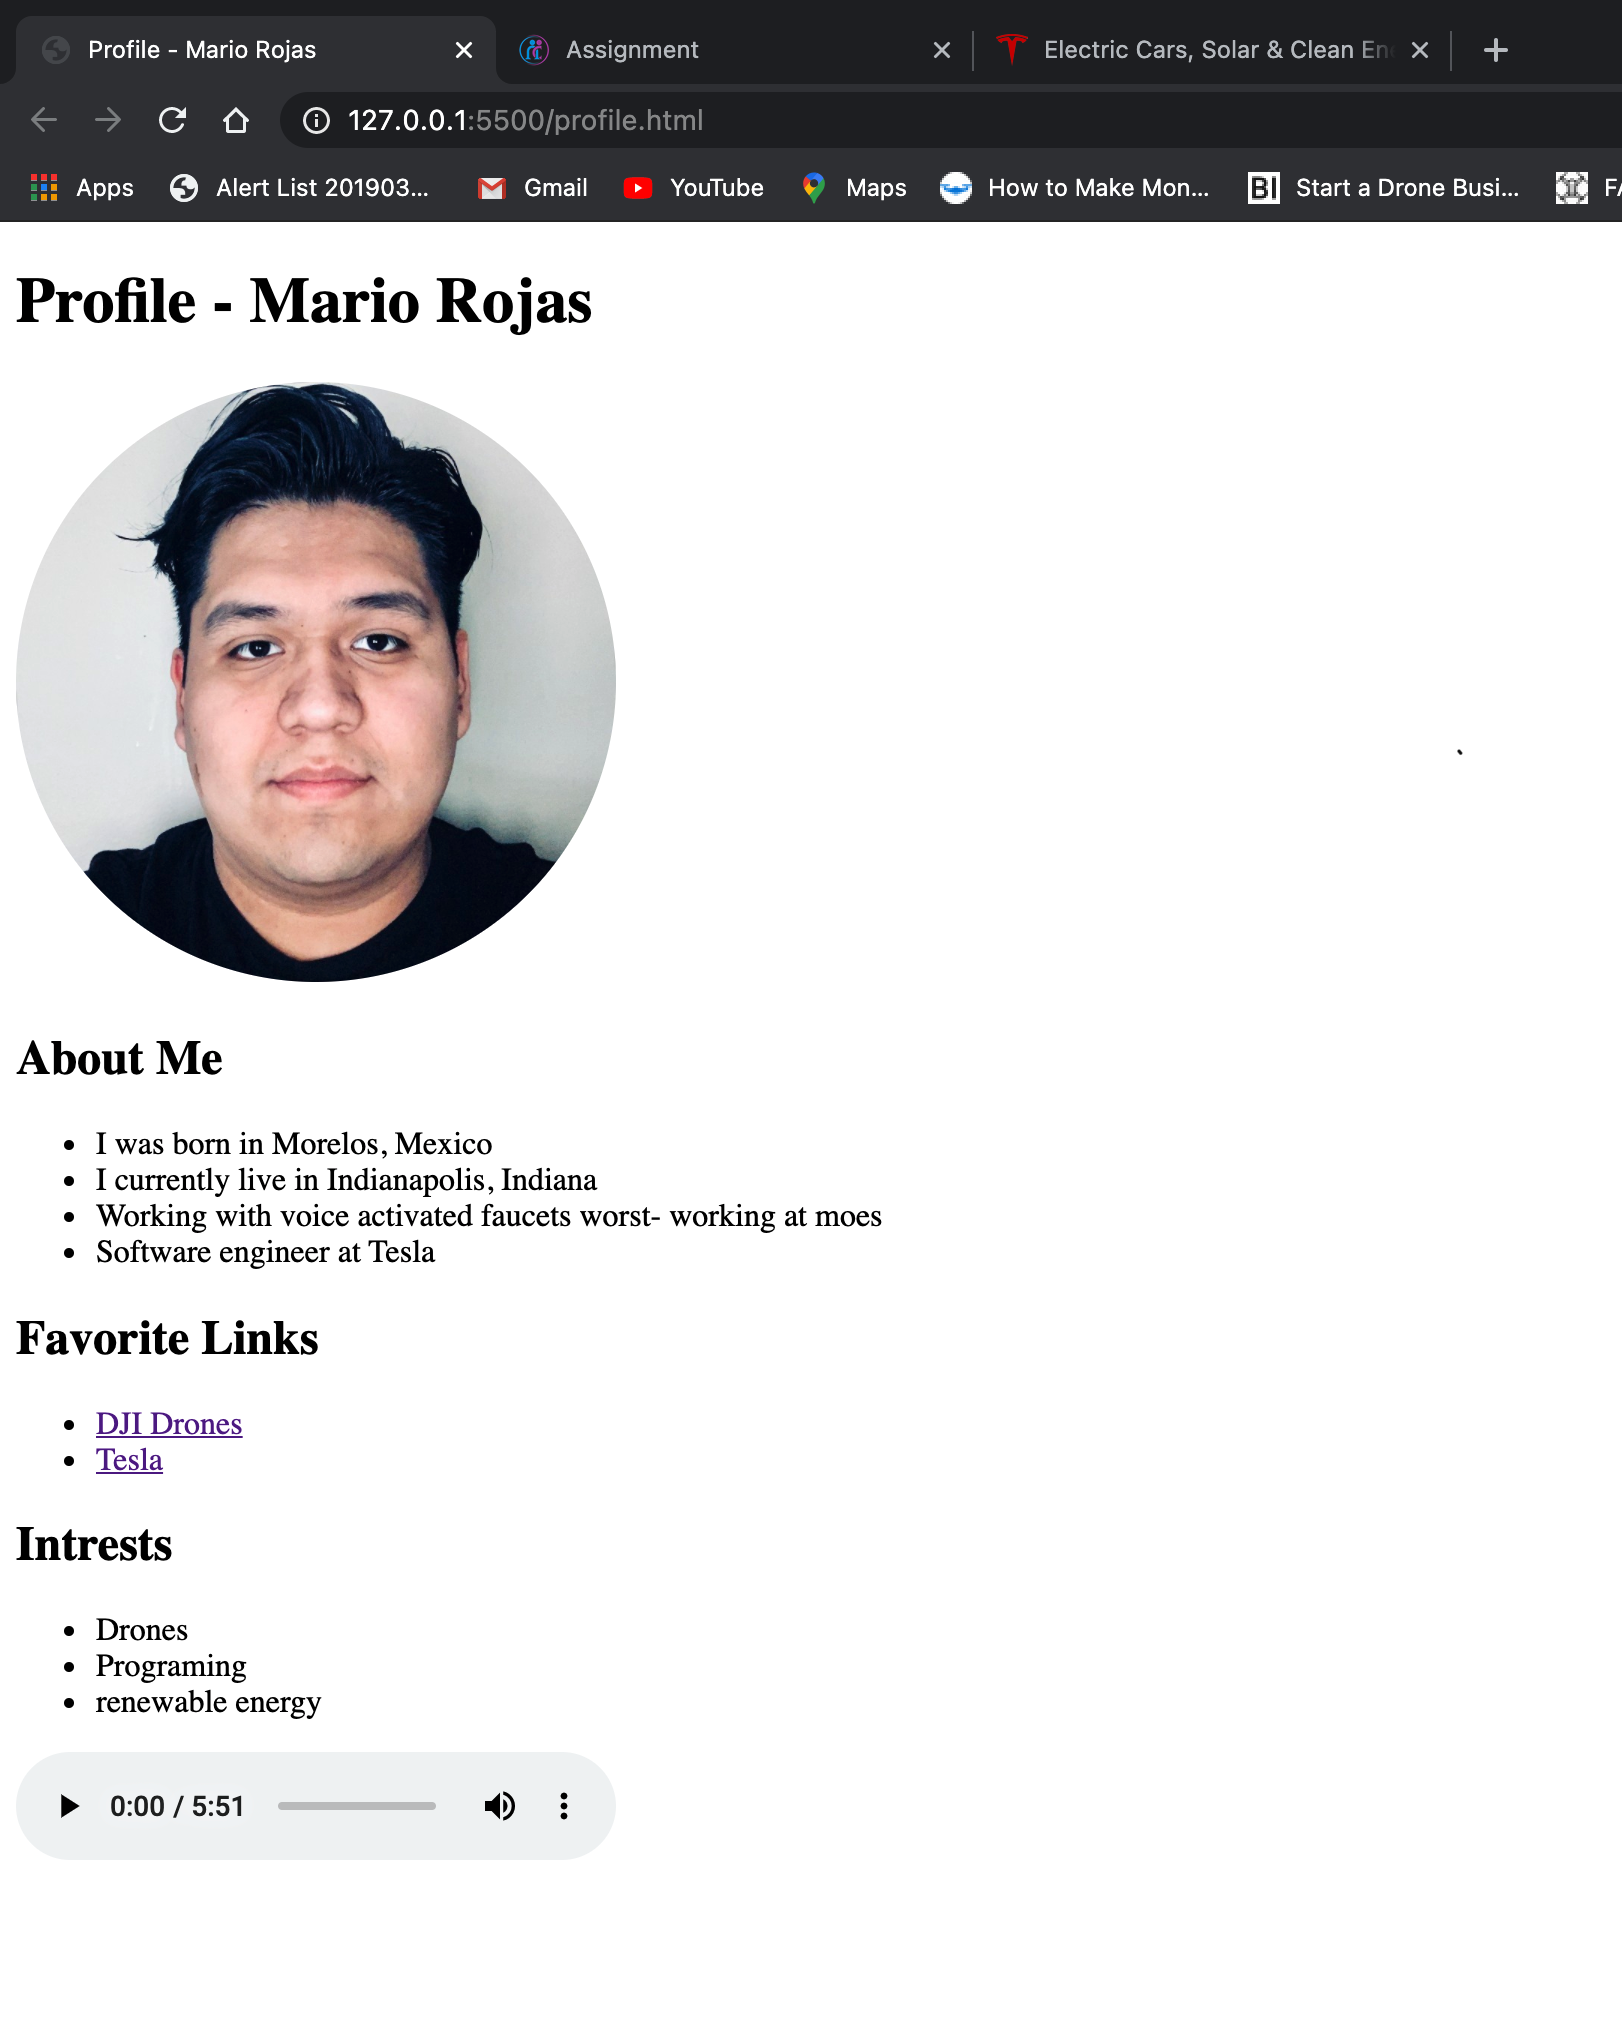 Profile - Mario Rojas
Assignment
Electric Cars, Solar & Clean En
127.0.0.1:5500/profile.html
Apps
Alert List 201903...
Gmail
YouTube
Maps
How to Make Mon...
BI
Start a Drone Busi...
Profile - Mario Rojas
About Me
• I was born in Morelos, Mexico
• I currently live in Indianapolis, Indiana
• Working with voice activated faucets worst- working at moes
• Software engineer at Tesla
Favorite Links
• DJI Drones
• Tesla
Intrests
• Drones
• Programing
• renewable energy
0:00 / 5:51